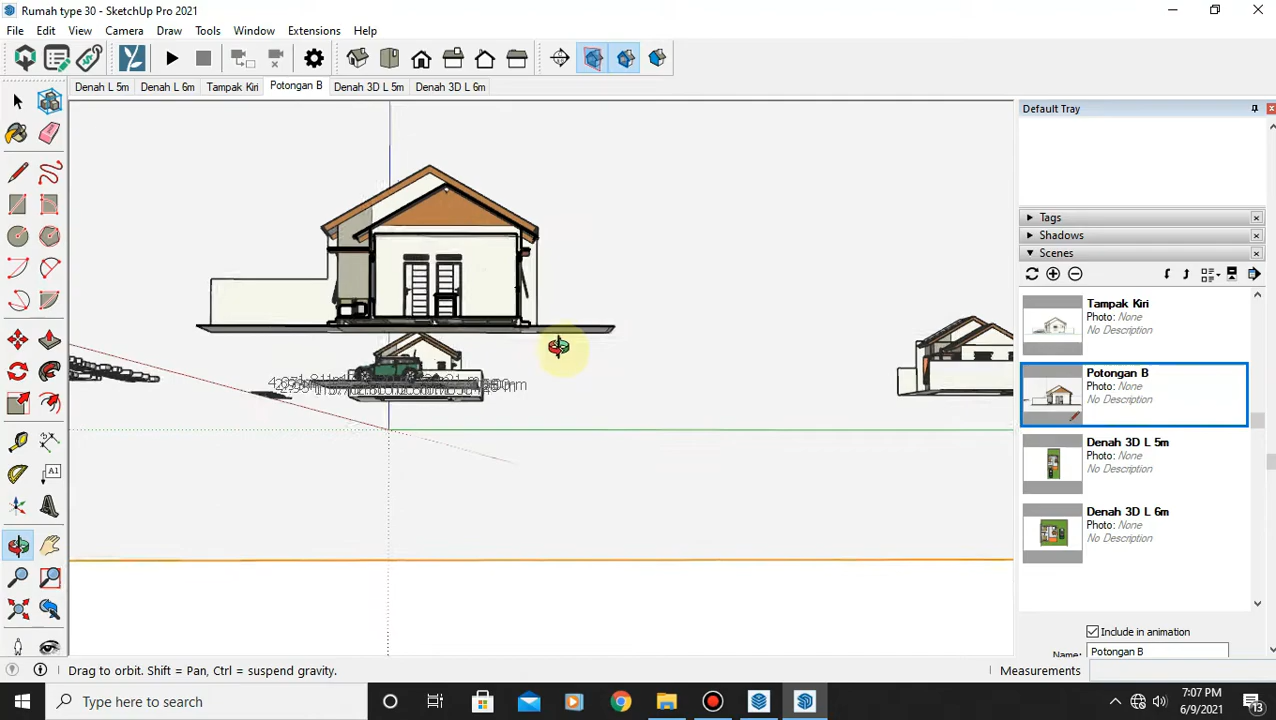 Rumah type 30 - SketchUp Pro 2021
File Edit View Camera Draw Tools Window Extensions Help
Denah L 5m Denah L 6m Tampak Kiri Potongan B Denah 3D L 5m Denah 3D L 6m
Default Tray
Tags
Shadows
Scenes
Tampak Kiri
Photo: None
No Description
Potongan B
Photo: None
No Description
Denah 3D L 5m
Photo: None
No Description
Denah 3D L 6m
Photo: None
No Description
A1
Include in animation
Name: Potongan B
Drag to orbit. Shift = Pan, Ctrl = suspend gravity.
Measurements
Type here to search
7:07 PM
6/9/2021
13